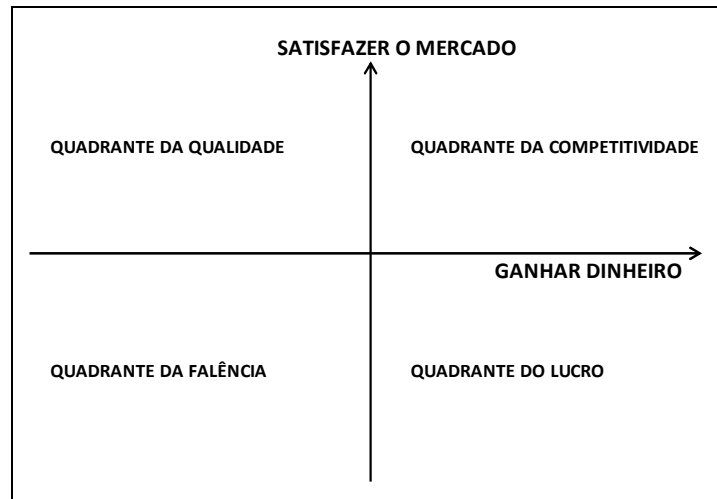 SATISFAZER O MERCADO
QUADRANTE DA QUALIDADE
QUADRANTE DA COMPETITIVIDADE
GANHAR DINHEIRO
QUADRANTE DA FALÊNCIA
QUADRANTE DO LUCRO